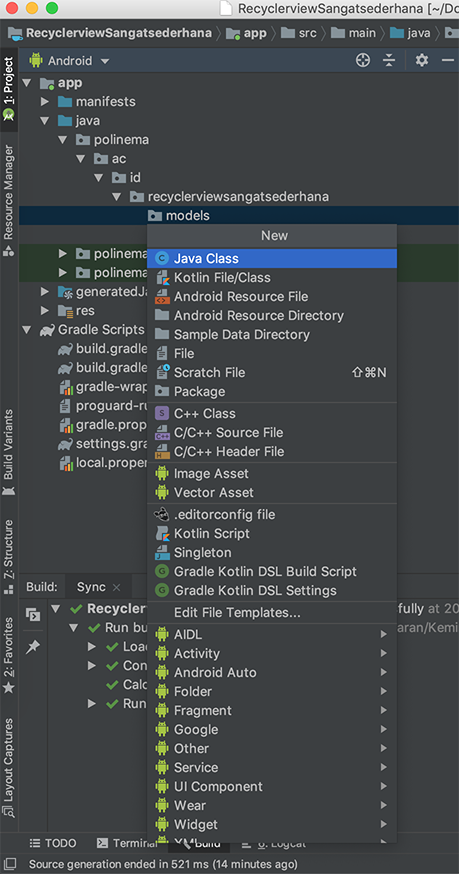 RecyclerviewSangatsederhana [~/Do
RecyclerviewSangatsederhana
app
src
main
java
Android
1: Project
Resource Manager
Build Variants
Z: Structure
2: Favorites
Layout Captures
app
manifests
java
polinema
ac
id
recyclerviewsangatsederhana
models
polinema
polinema
generatedJa
res
Gradle Scripts
build.gradle
build.gradle
gradle-wrap
proguard-ru
gradle.prop
settings.gra
local.proper
New
Java Class
Kotlin File/Class
Android Resource File
Android Resource Directory
Sample Data Directory
File
Scratch File ⇧⌘N
Package
C++ Class
C/C++ Source File
C/C++ Header File
Image Asset
Vector Asset
.editorconfig file
Kotlin Script
Singleton
Gradle Kotlin DSL Build Script
Gradle Kotlin DSL Settings
Edit File Templates...
AIDL
Activity
Android Auto
Folder
Fragment
Google
Other
Service
UI Component
Wear
Widget
XML
Build:
Sync
Recycler
fully at 20
Run bu
aran/Kemi
Loa
Con
Calc
Run
TODO
Terminal
Build
6: Logcat
Source generation ended in 521 ms (14 minutes ago)